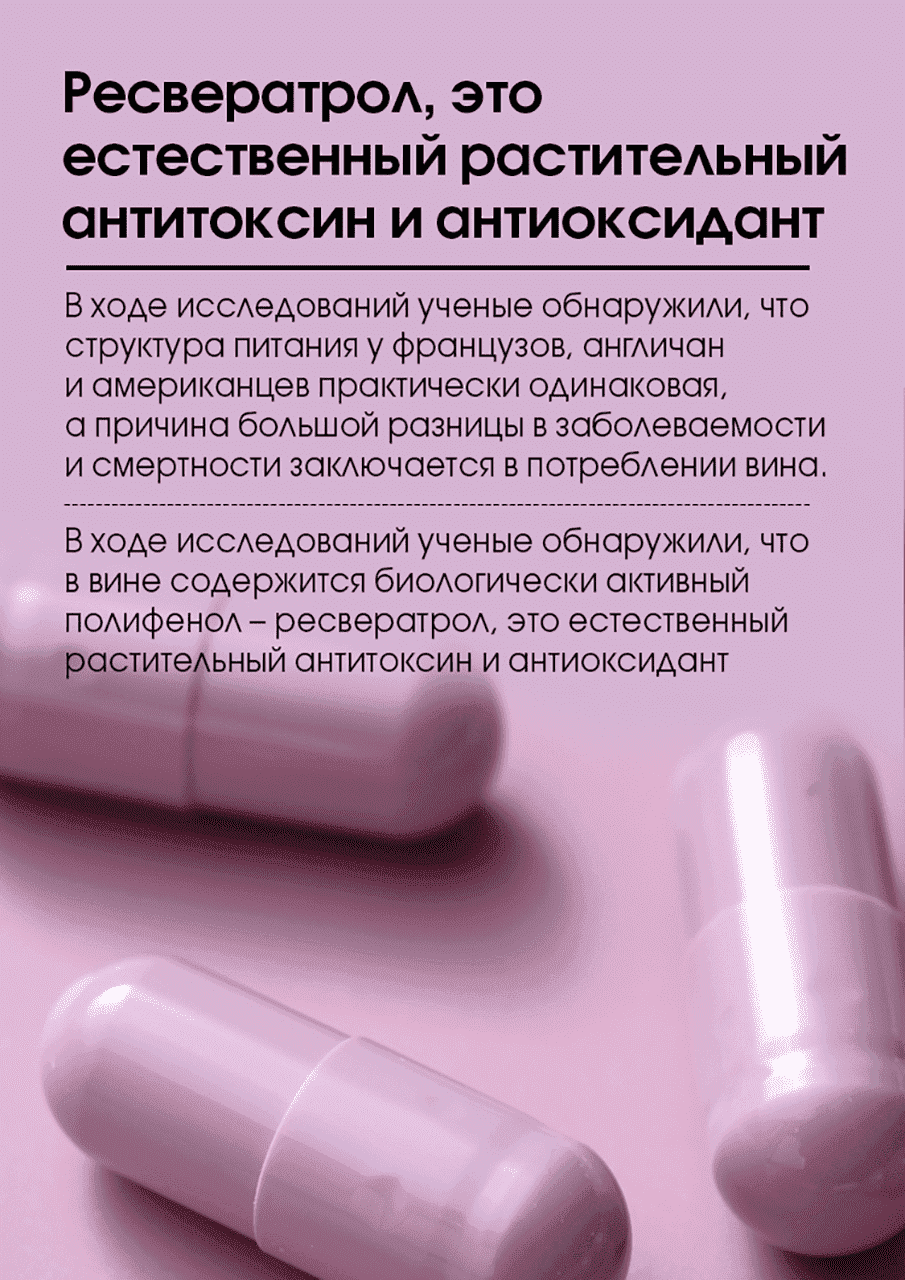 Ресвератрол, это
естественный растительный
антитоксин и антиоксидант
В ходе исследований ученые обнаружили, что
структура питания у французов, англичан
и американцев практически одинаковая,
а причина большой разницы в заболеваемости
и смертности заключается в потреблении вина.
В ходе исследований ученые обнаружили, что
в вине содержится биологически активный
полифенол – ресвератрол, это естественный
растительный антитоксин и антиоксидант